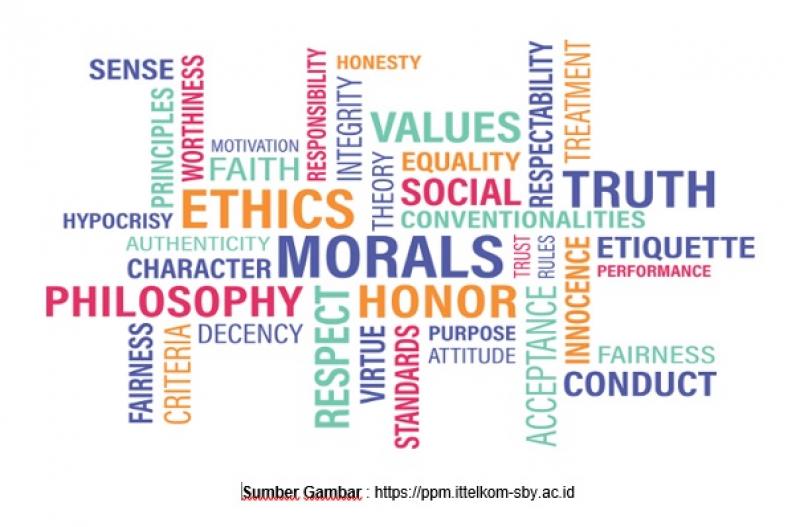 SENSE
PRINCIPLES
WORTHINESS
MOTIVATION
FAITH
RESPONSIBILITY
HONESTY
INTEGRITY
VALUES
THEORY
EQUALITY
SOCIAL
RESPECTABILITY
TREATMENT
TRUTH
HYPOCRISY
ETHICS
CONVENTIONALITIES
AUTHENTICITY
CHARACTER
MORALS
TRUST
RULES
INNOCENCE
ETIQUETTE
PERFORMANCE
PHILOSOPHY
RESPECT
HONOR
FAIRNESS
CRITERIA
DECENCY
VIRTUE
STANDARDS
PURPOSE
ATTITUDE
ACCEPTANCE
FAIRNESS
CONDUCT
Sumber Gambar : https://ppm.ittelkom-sby.ac.id